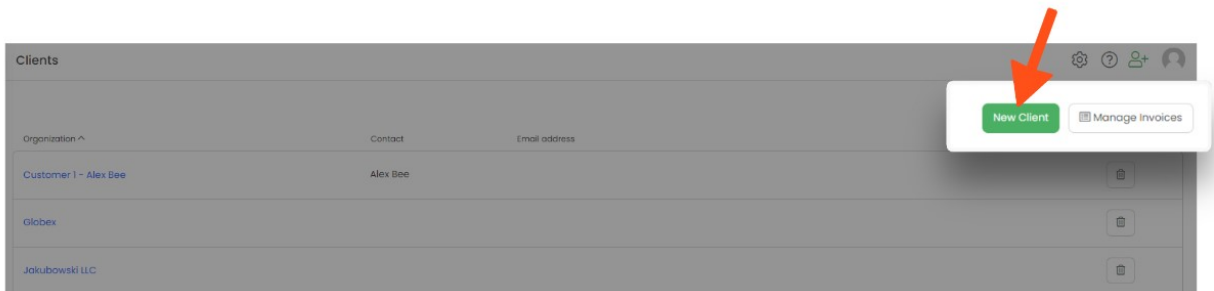 Clients
New Client Manage Invoices
Organization Contact Email address
Customer 1 - Alex Bee Alex Bee
Globex
Jakubowski LLC